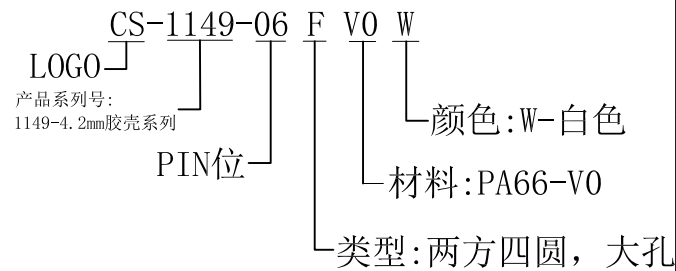 CS-1149-06 F V0 W
LOGO
产品系列号:
1149-4.2mm胶壳系列
颜色:W-白色
PIN位
材料:PA66-V0
类型:两方四圆，大孔